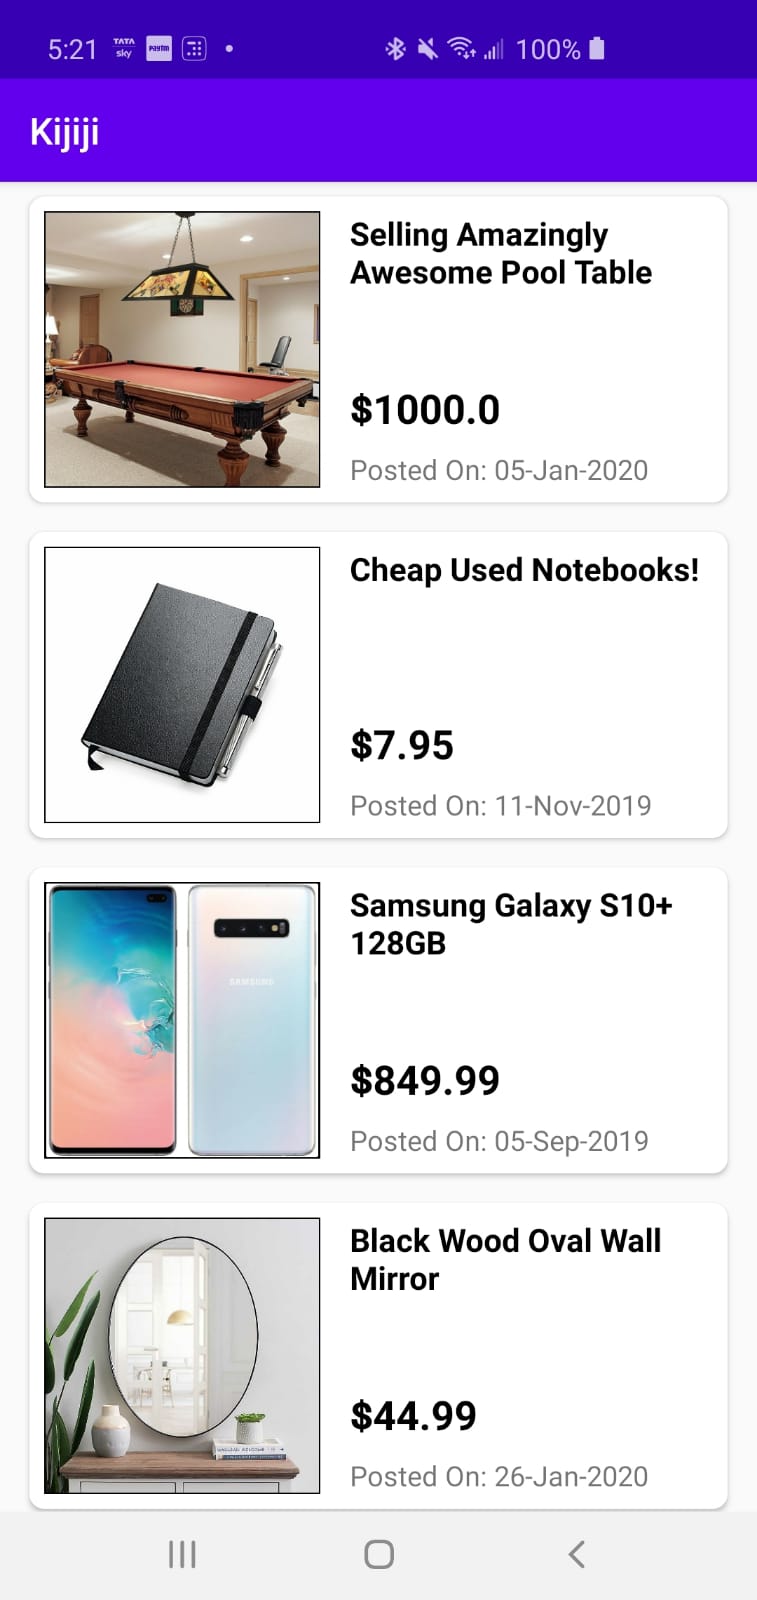 5:21 TATA sky Paytm 100%
Kijiji
Selling Amazingly
Awesome Pool Table
$1000.0
Posted On: 05-Jan-2020
Cheap Used Notebooks!
$7.95
Posted On: 11-Nov-2019
SAMSUNG
Samsung Galaxy S10+
128GB
$849.99
Posted On: 05-Sep-2019
Black Wood Oval Wall
Mirror
$44.99
Posted On: 26-Jan-2020